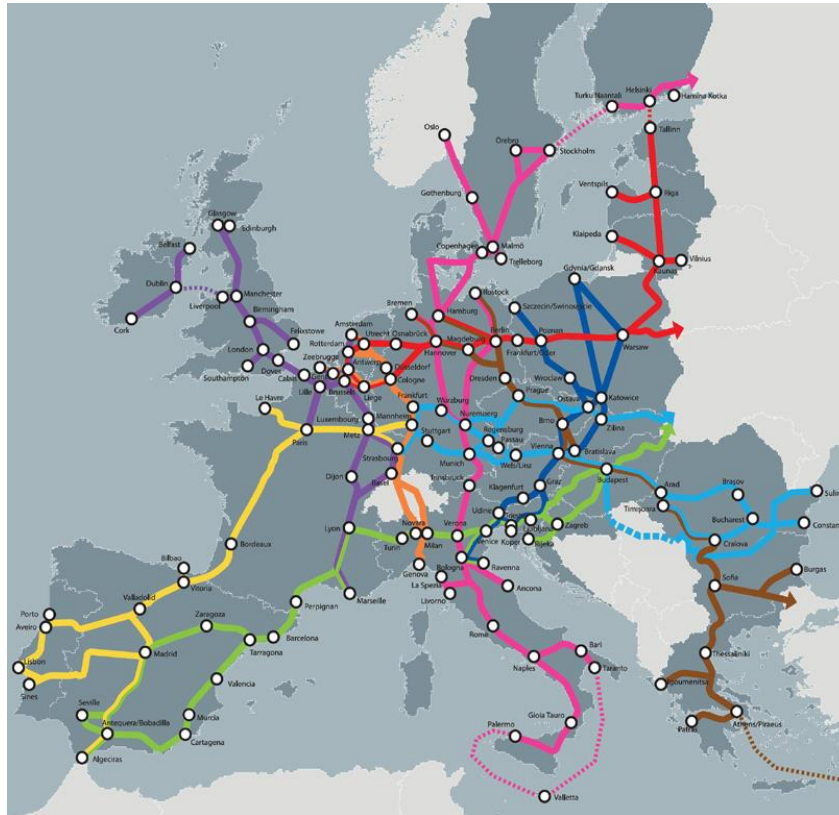 Helsinki
Turku Naantali
Hamina Kotka
Oslo
Örebro
Stockholm
Tallinn
Ventspils
Riga
Gothenburg
Glasgow
Edinburgh
Klaipeda
Belfast
Copenhagen
Malmö
Trelleborg
Vilnius
Kaunas
Gdynia/Gdansk
Dublin
Manchester
Rostock
Liverpool
Bremen
Hamburg
Szczecin/Swinoujscie
Cork
Birmingham
Felixstowe
Amsterdam
Utrecht
Osnabrück
Magdeburg
Berlin
Poznan
Rotterdam
Hannover
Frankfurt/Oder
Warsaw
London
Zeebrugge
Antwerp
Düsseldorf
Southampton
Dover
Calais
Cologne
Dresden
Wroclaw
Lille
Brussels
Liege
Katowice
Le Havre
Frankfurt
Würzburg
Prague
Ostava
Luxembourg
Mannheim
Nuremuerg
Brno
Zilina
Paris
Metz
Stuttgart
Regensburg
Passau
Strasbourg
Vienna
Bratislava
Munich
Wels/Linz
Budapest
Dijon
Basel
Innsbruck
Klagenfurt
Graz
Arad
Braşov
Timişoara
Sulina
Udine
Bucharest
Constanta
Lyon
Novara
Verona
Ljubljana
Zagreb
Turin
Milan
Venice
Koper
Rijeka
Craiova
Bilbao
Bordeaux
Genova
Bologna
Ravenna
Sofia
Burgas
Vitoria
La Spezia
Ancona
Marseille
Livorno
Porto
Valladolid
Zaragoza
Perpignan
Aveiro
Rome
Barcelona
Bari
Madrid
Tarragona
Naples
Taranto
Thessaliniki
Lisbon
Valencia
Igoumenitsa
Sines
Seville
Murcia
Gioia Tauro
Athens/Piraeus
Antequera/Bobadilla
Palermo
Patras
Cartagena
Algeciras
Valletta